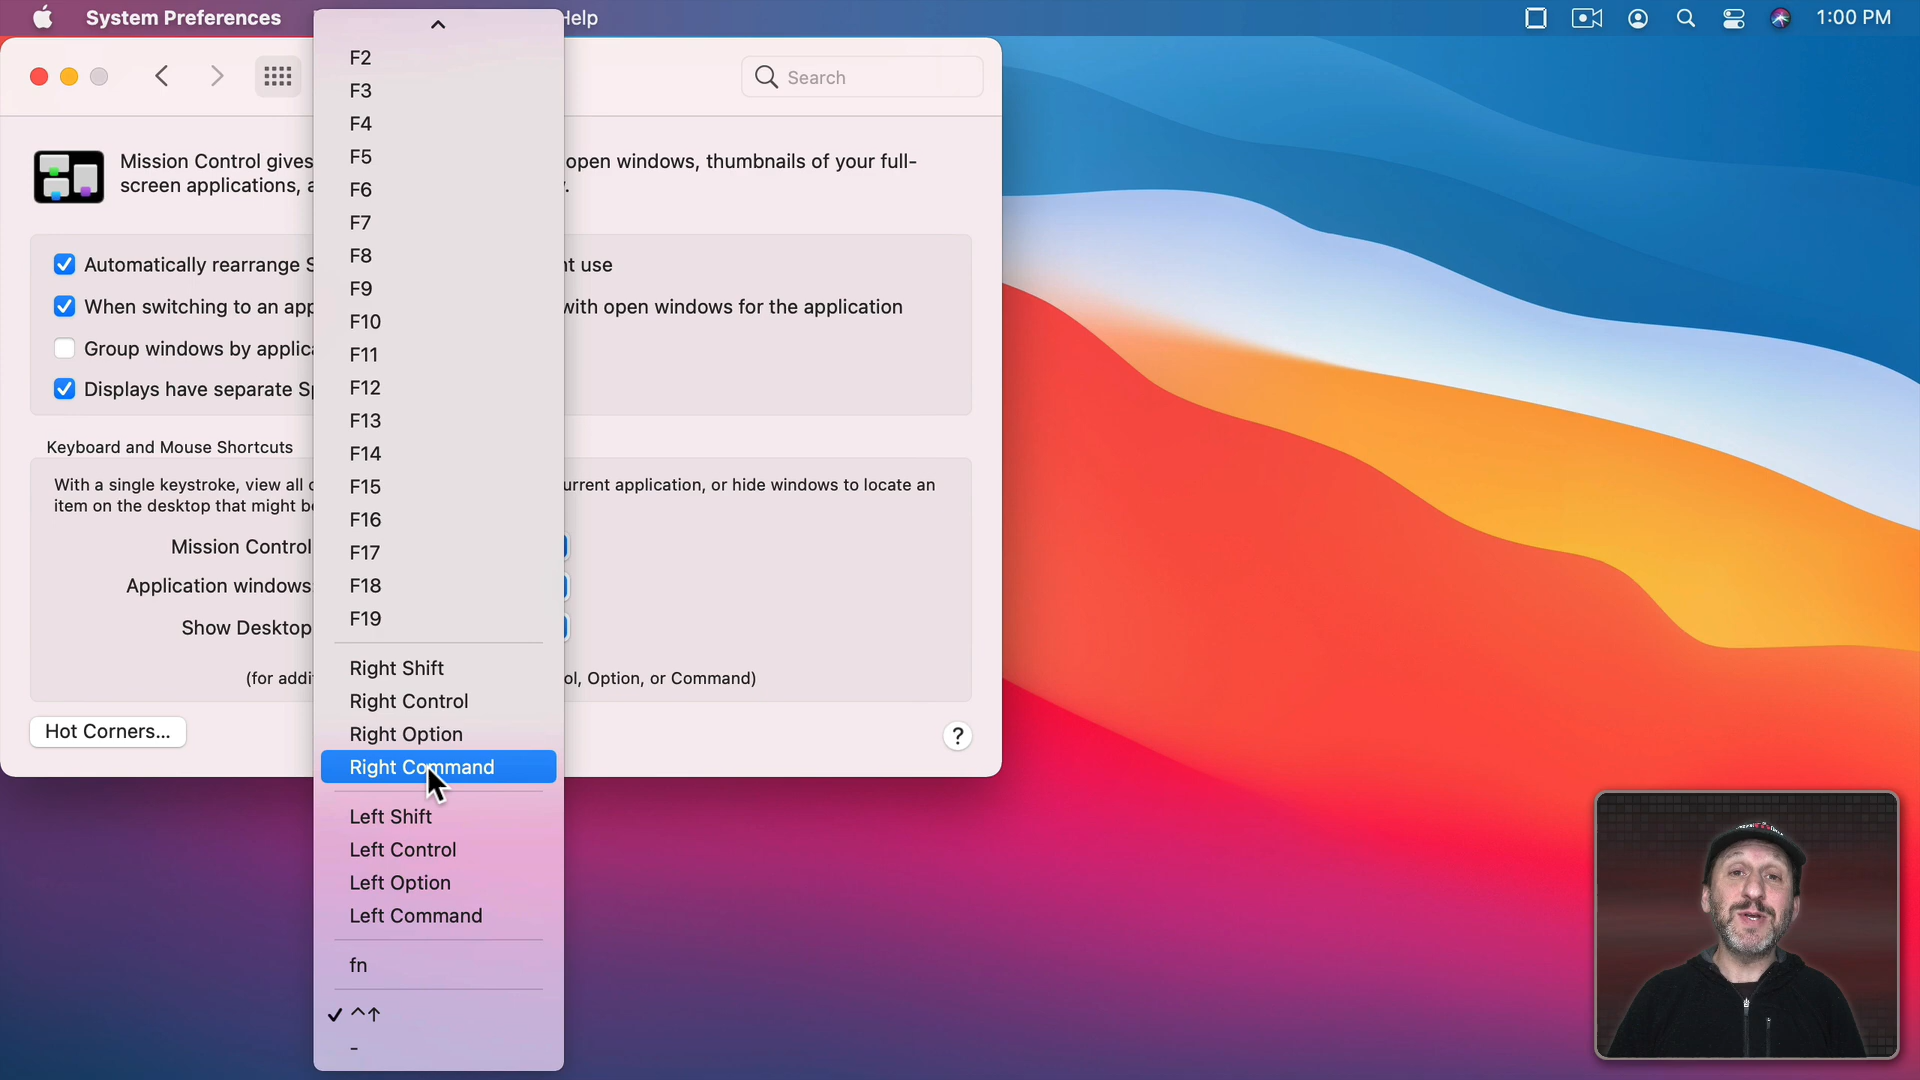 System Preferences
Help
1:00 PM
Search
Mission Control gives
open windows, thumbnails of your full-
screen applications, a
Automatically rearrange S
nt use
When switching to an app
with open windows for the application
Group windows by applica
Displays have separate Sp
Keyboard and Mouse Shortcuts
With a single keystroke, view all
urrent application, or hide windows to locate an
item on the desktop that might be
Mission Control
Application windows:
Show Desktop
(for addi
ol, Option, or Command)
Hot Corners...
?
F2
F3
F4
F5
F6
F7
F8
F9
F10
F11
F12
F13
F14
F15
F16
F17
F18
F19
Right Shift
Right Control
Right Option
Right Command
Left Shift
Left Control
Left Option
Left Command
fn
✓ ^↑
-